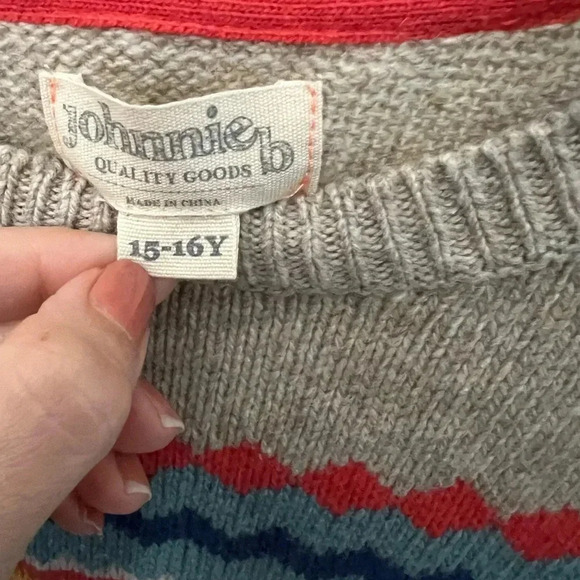 johnnie b
QUALITY GOODS
MADE IN CHINA
15-16Y